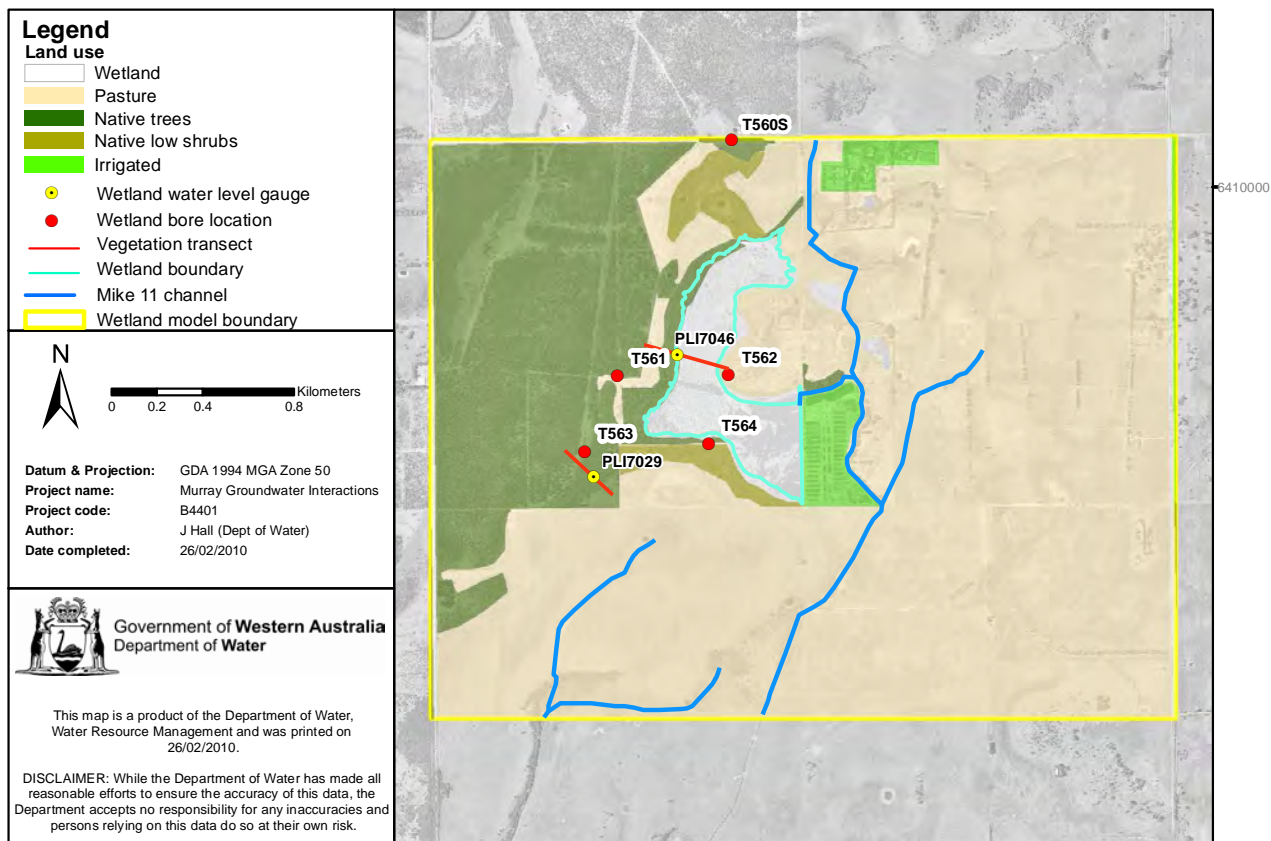 Legend
Land use
Wetland
Pasture
Native trees
Native low shrubs
Irrigated
Wetland water level gauge
Wetland bore location
Vegetation transect
Wetland boundary
Mike 11 channel
Wetland model boundary
N
Kilometers
0 0.2 0.4 0.8
Datum & Projection: GDA 1994 MGA Zone 50
Project name: Murray Groundwater Interactions
Project code: B4401
Author: J Hall (Dept of Water)
Date completed: 26/02/2010
Government of Western Australia
Department of Water
This map is a product of the Department of Water,
Water Resource Management and was printed on
26/02/2010.
DISCLAIMER: While the Department of Water has made all
reasonable efforts to ensure the accuracy of this data, the
Department accepts no responsibility for any inaccuracies and
persons relying on this data do so at their own risk.
T560S
6410000
PLI7046
T561
T562
T564
T563
PLI7029